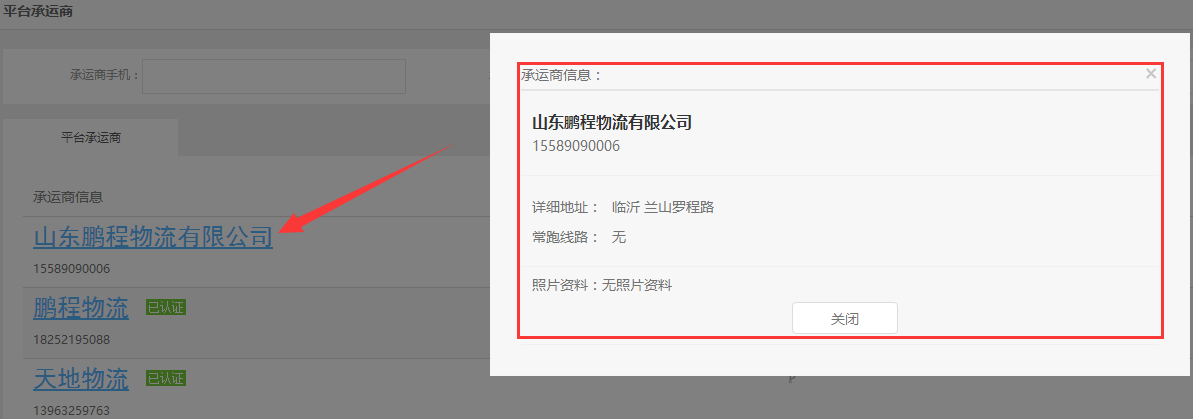 平台承运商
承运商手机：
平台承运商
承运商信息
山东鹏程物流有限公司
15589090006
鹏程物流 已认证
18252195088
天地物流 已认证
13963259763
承运商信息：
×
山东鹏程物流有限公司
15589090006
详细地址： 临沂 兰山罗程路
常跑线路： 无
照片资料：无照片资料
关闭